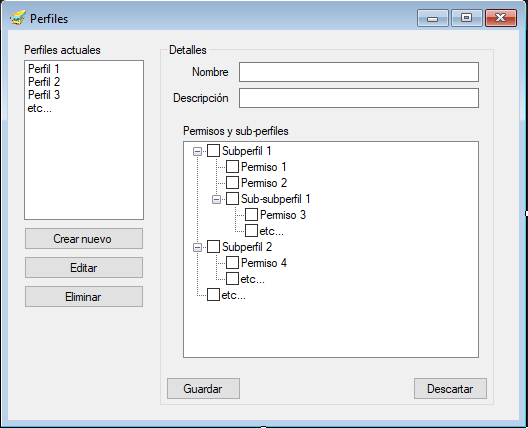 Perfiles
Perfiles actuales
Perfil 1
Perfil 2
Perfil 3
etc...
Crear nuevo
Editar
Eliminar
Detalles
Nombre
Descripción
Permisos y sub-perfiles
Subperfil 1
Permiso 1
Permiso 2
Sub-subperfil 1
Permiso 3
etc...
Subperfil 2
Permiso 4
etc...
etc...
Guardar
Descartar